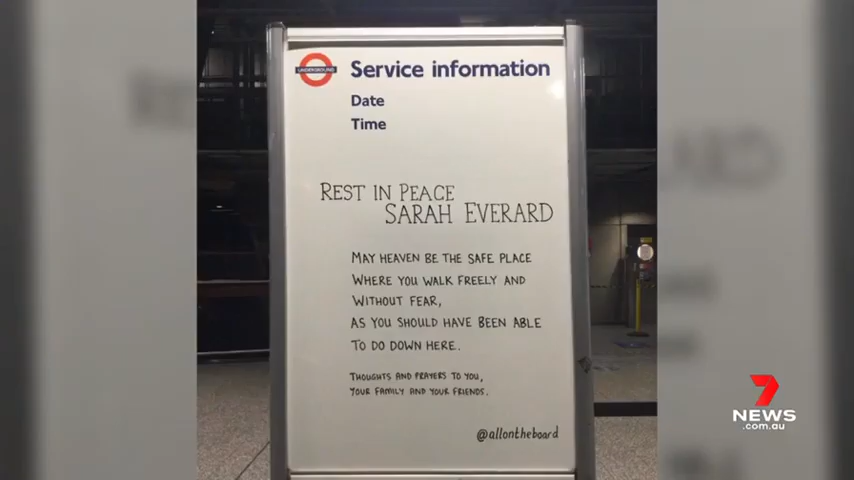 UNDERGROUND
Service information
Date
Time
REST IN PEACE
SARAH EVERARD
MAY HEAVEN BE THE SAFE PLACE
WHERE YOU WALK FREELY AND
WITHOUT FEAR,
AS YOU SHOULD HAVE BEEN ABLE
TO DO DOWN HERE.
THOUGHTS AND PRAYERS TO YOU,
YOUR FAMILY AND YOUR FRIENDS.
@allontheboard
7
NEWS
.com.au